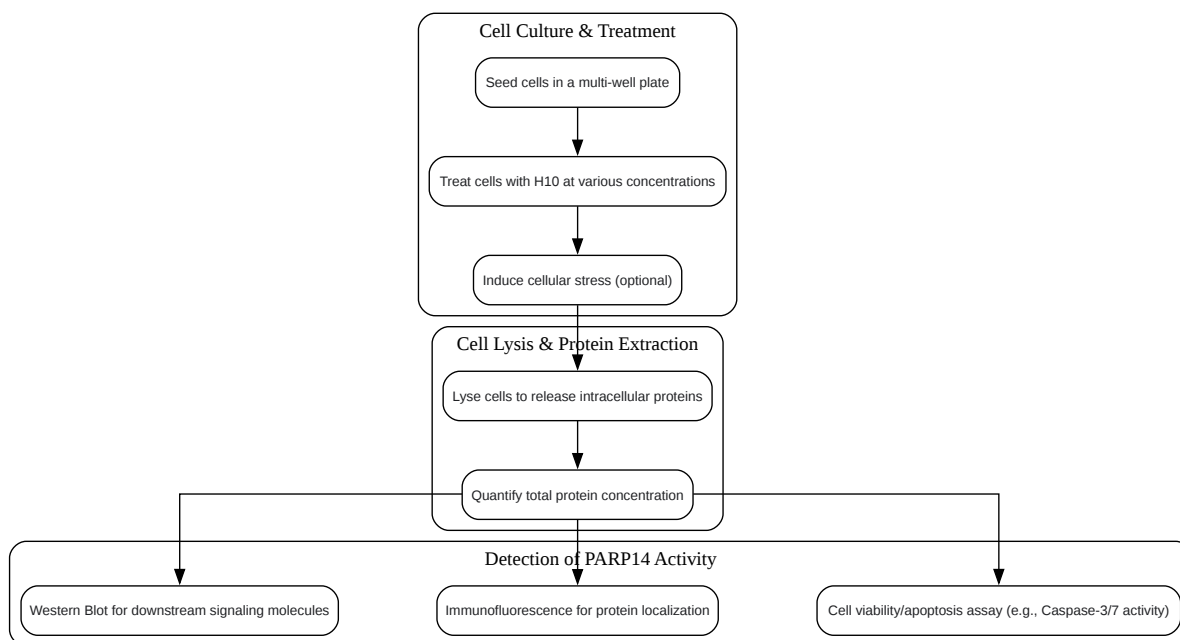 Cell Culture & Treatment
Seed cells in a multi-well plate
Treat cells with H10 at various concentrations
Induce cellular stress (optional)
Cell Lysis & Protein Extraction
Lyse cells to release intracellular proteins
Quantify total protein concentration
Detection of PARP14 Activity
Western Blot for downstream signaling molecules
Immunofluorescence for protein localization
Cell viability/apoptosis assay (e.g., Caspase-3/7 activity)